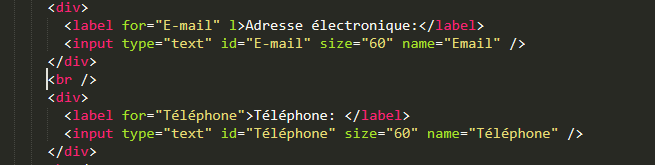 <div>
<label for="E-mail" l>Adresse électronique:</label>
<input type="text" id="E-mail" size="60" name="Email" />
</div>
<br />
<div>
<label for="Téléphone">Téléphone: </label>
<input type="text" id="Téléphone" size="60" name="Téléphone" />
</div>